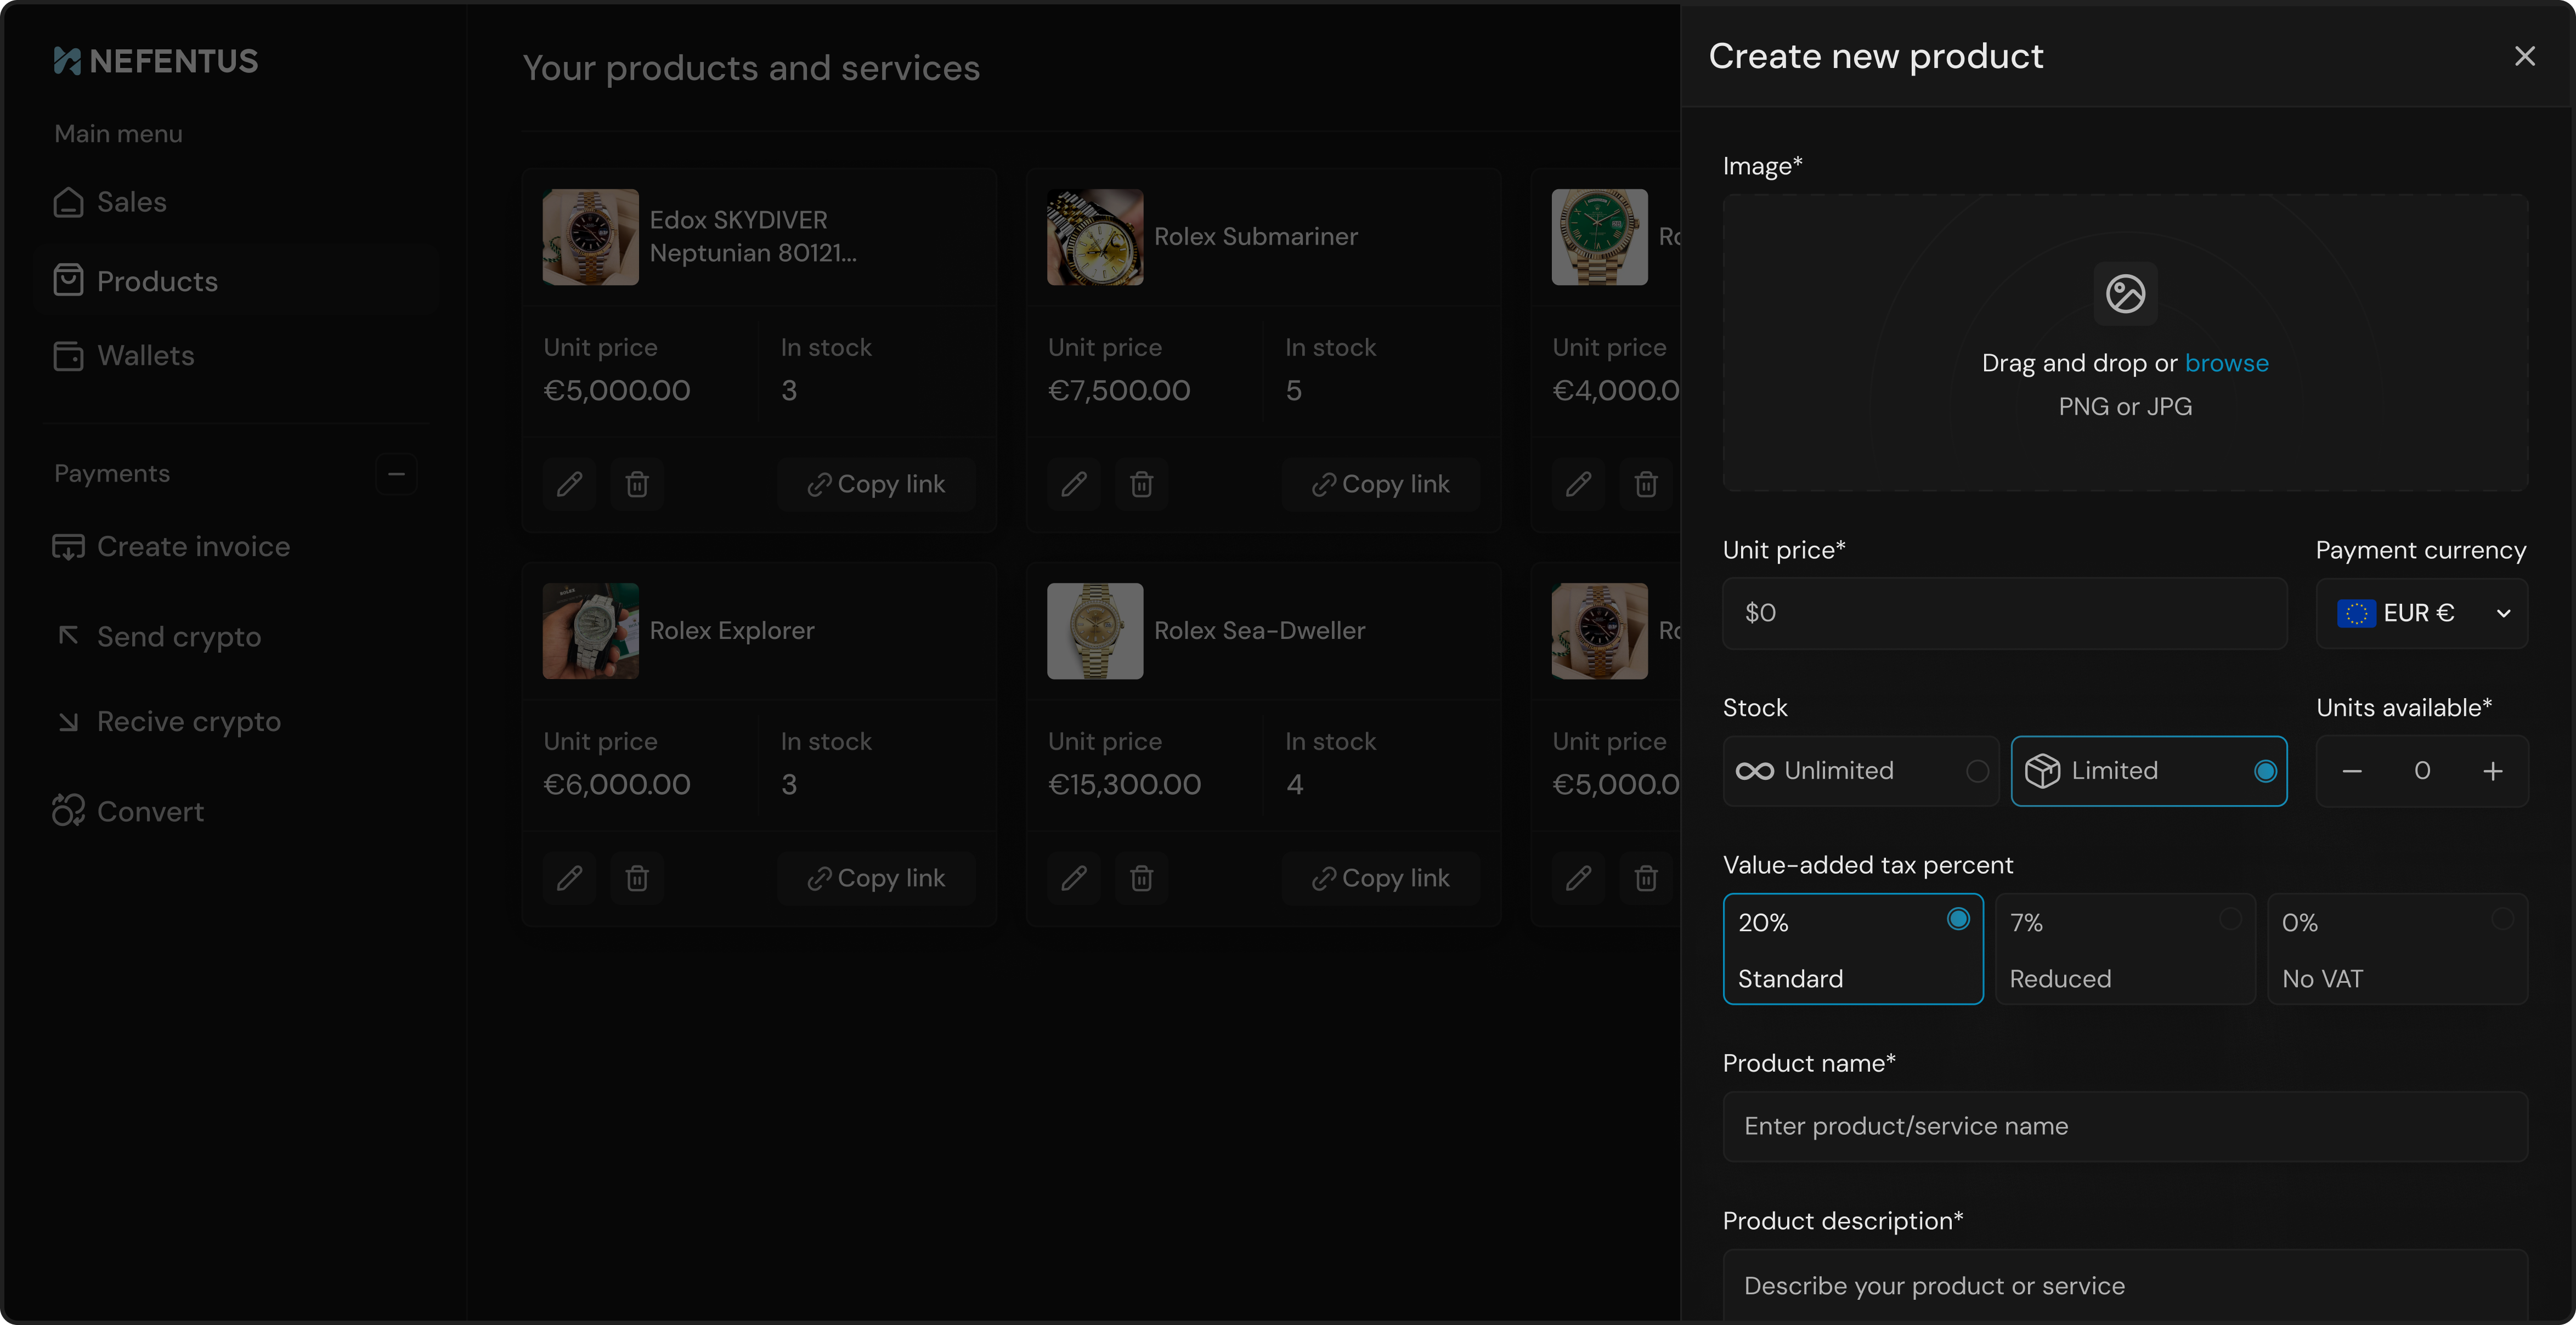 NEFENTUS
Main menu
Sales
Products
Wallets
Payments
Create invoice
Send crypto
Recive crypto
Convert
Your products and services
Edox SKYDIVER
Neptunian 80121...
Unit price
€5,000.00
In stock
3
Copy link
Rolex Submariner
Unit price
€7,500.00
In stock
5
Copy link
Unit price
€4,000.0
Rolex Explorer
Unit price
€6,000.00
In stock
3
Copy link
Rolex Sea-Dweller
Unit price
€15,300.00
In stock
4
Copy link
Unit price
€5,000.0
Create new product
Image*
Drag and drop or browse
PNG or JPG
Unit price*
$0
Payment currency
EUR €
Stock
Unlimited
Limited
Units available*
0
Value-added tax percent
20%
Standard
7%
Reduced
0%
No VAT
Product name*
Enter product/service name
Product description*
Describe your product or service